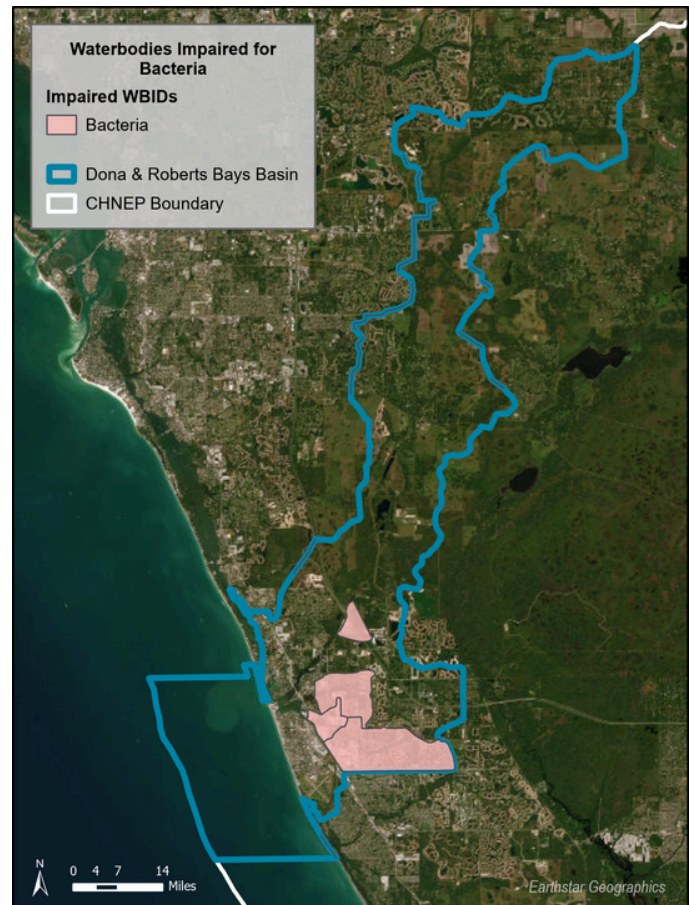 Waterbodies Impaired for
Bacteria
Impaired WBIDs
Bacteria
Dona & Roberts Bays Basin
CHNEP Boundary
N
0 4 7 14
Miles
Earthstar Geographics